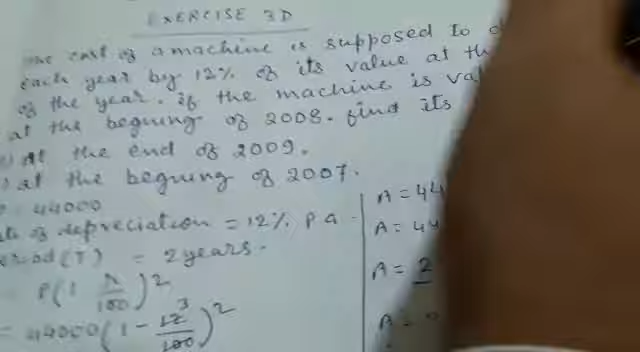 EXERCISE 3D
cost of a machine is supposed to
each year by 12% of its value at th
of the year. if the machine is val
at the begning of 2008. find its
at the end of 2009.
at the begning of 2007.
44000
of depreciation = 12% P a
(T) = 2 years.
P(1 r/100)^2
= 44000(1 - 12^3/100)^2
A = 44
A = 44
A = 2
A =